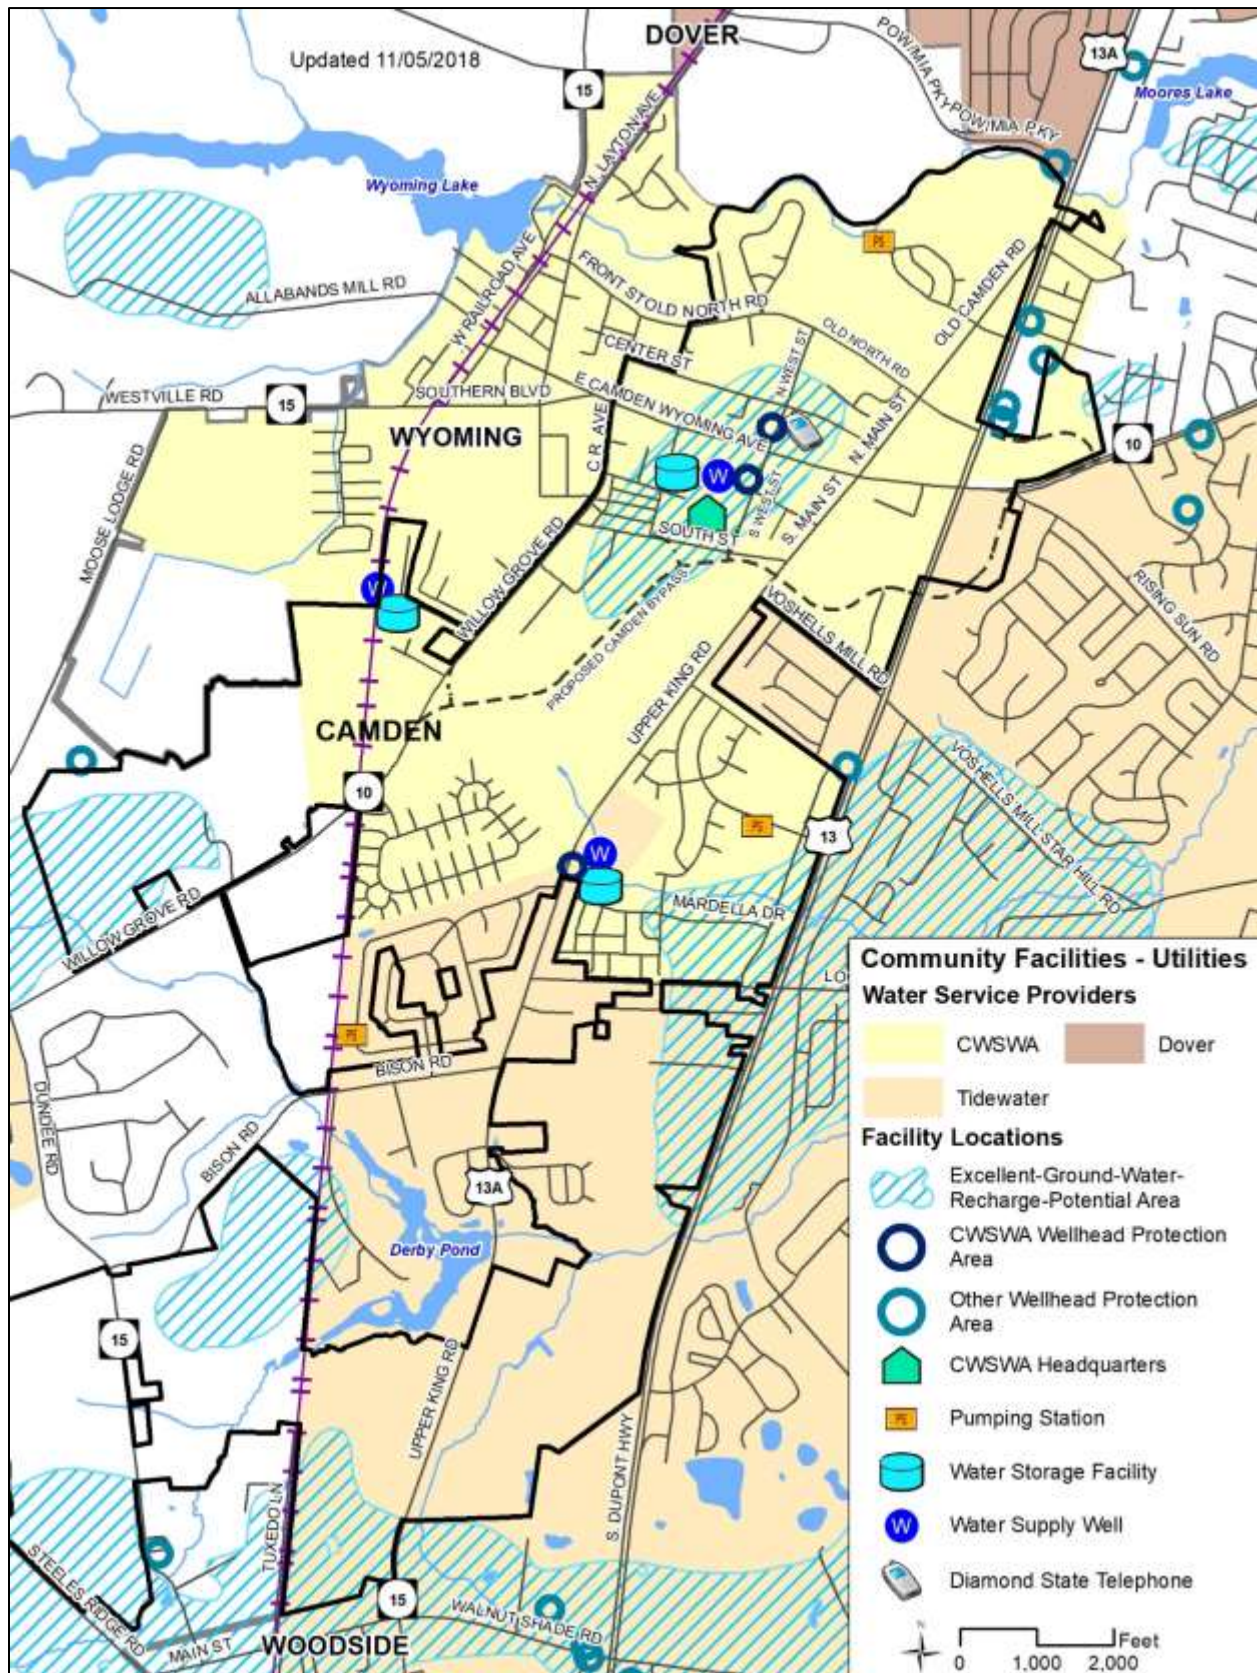 DOVER
Updated 11/05/2018
POW/MIA PKY
POW/MIA PKY
13A
Moores Lake
15
N LAYTON AVE
Wyoming Lake
PS
W RAILROAD AVE
ALLABANDS MILL RD
FRONT ST
OLD NORTH RD
OLD CAMDEN RD
OLD NORTH RD
CENTER ST
N WEST ST
WESTVILLE RD
15
SOUTHERN BLVD
E CAMDEN WYOMING AVE
N. MAIN ST
WYOMING
C R AVE
10
MOOSE LODGE RD
W
S WEST ST
S. MAIN ST
SOUTH ST
WILLOW GROVE RD
W
PROPOSED CAMDEN BYPASS
VOSHELLS MILL RD
RISING SUN RD
UPPER KING RD
CAMDEN
10
VOSHELLS MILL STAR HILL RD
PS
13
W
MARDELLA DR
WILLOW GROVE RD
LO
PS
BISON RD
DUNDEE RD
BISON RD
13A
Derby Pond
15
UPPER KING RD
S. DUPONT HWY
TUXEDO LN
STEELES RIDGE RD
MAIN ST
15
WALNUT SHADE RD
WOODSIDE
Community Facilities - Utilities
Water Service Providers
CWSWA
Dover
Tidewater
Facility Locations
Excellent-Ground-Water-
Recharge-Potential Area
CWSWA Wellhead Protection
Area
Other Wellhead Protection
Area
CWSWA Headquarters
PS
Pumping Station
Water Storage Facility
W
Water Supply Well
Diamond State Telephone
N
Feet
0 1,000 2,000